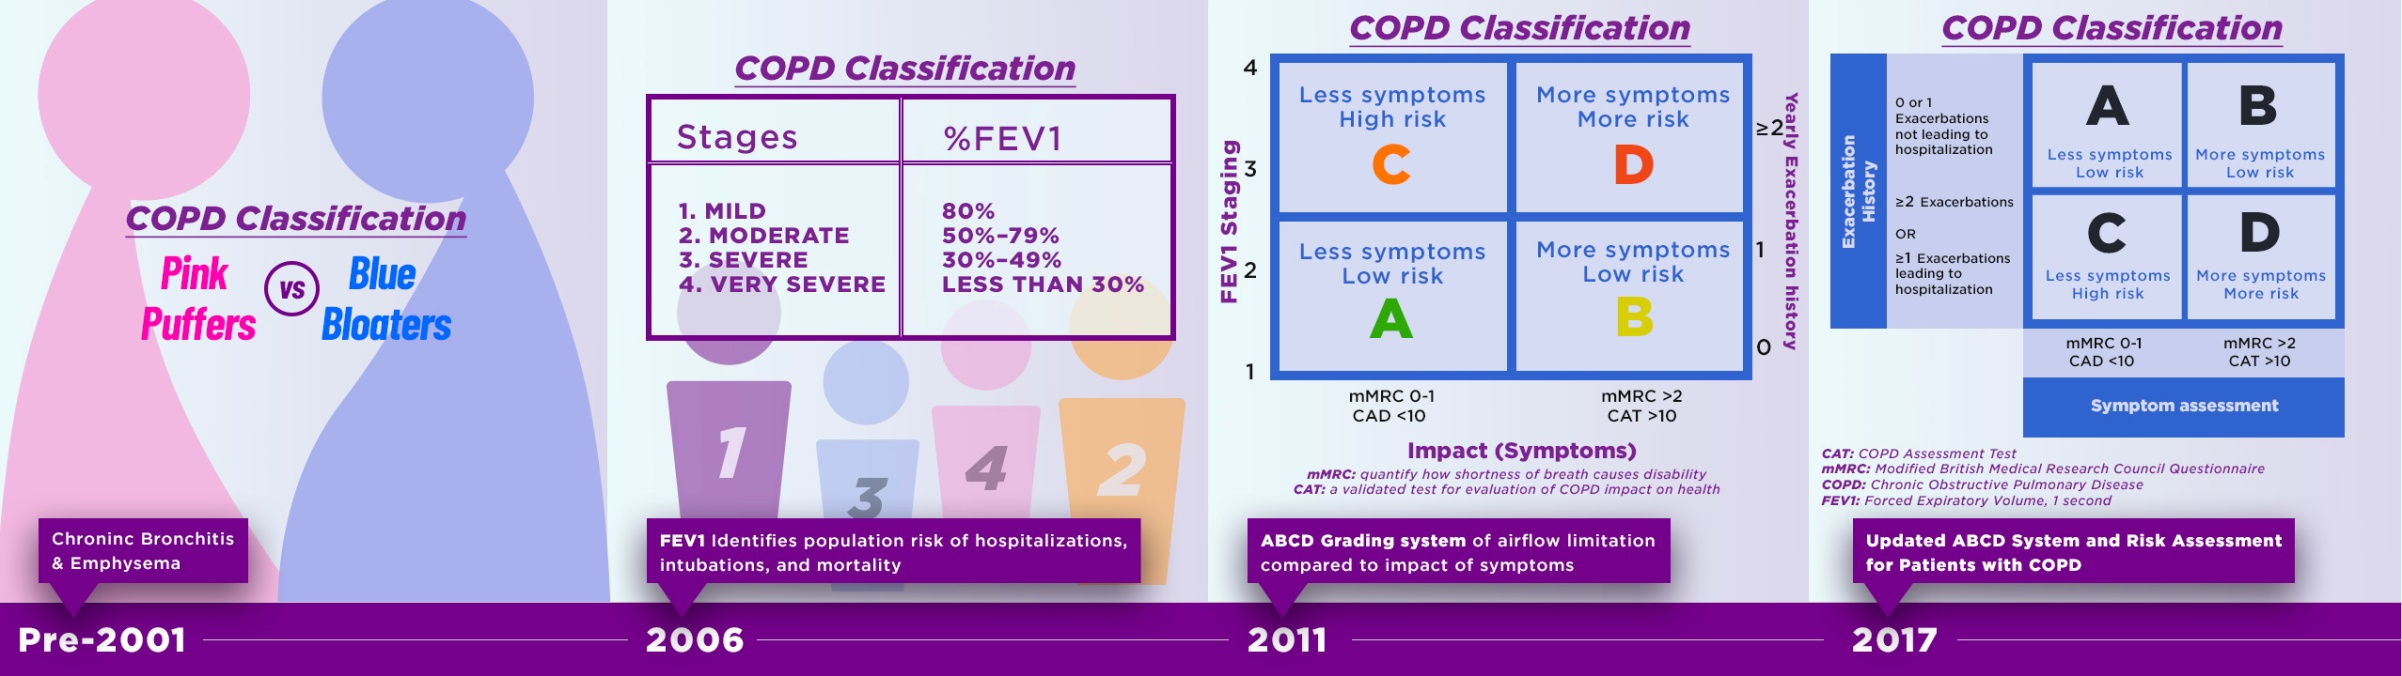 COPD Classification
Pink
Puffers
VS
Blue
Bloaters
Chroninc Bronchitis
& Emphysema
Pre-2001
COPD Classification
Stages
%FEV1
1. MILD
80%
2. MODERATE
50%–79%
3. SEVERE
30%–49%
4. VERY SEVERE
LESS THAN 30%
1
3
4
2
FEV1 Identifies population risk of hospitalizations,
intubations, and mortality
2006
COPD Classification
FEV1 Staging
4
3
2
1
Less symptoms
High risk
C
More symptoms
More risk
D
Less symptoms
Low risk
A
More symptoms
Low risk
B
≥2
1
0
Yearly Exacerbation history
mMRC 0-1
CAD <10
mMRC >2
CAT >10
Impact (Symptoms)
mMRC: quantify how shortness of breath causes disability
CAT: a validated test for evaluation of COPD impact on health
ABCD Grading system of airflow limitation
compared to impact of symptoms
2011
COPD Classification
Exacerbation
History
0 or 1
Exacerbations
not leading to
hospitalization
≥2 Exacerbations
OR
≥1 Exacerbations
leading to
hospitalization
A
Less symptoms
Low risk
B
More symptoms
Low risk
C
Less symptoms
High risk
D
More symptoms
More risk
mMRC 0-1
CAD <10
mMRC >2
CAT >10
Symptom assessment
CAT: COPD Assessment Test
mMRC: Modified British Medical Research Council Questionnaire
COPD: Chronic Obstructive Pulmonary Disease
FEV1: Forced Expiratory Volume, 1 second
Updated ABCD System and Risk Assessment
for Patients with COPD
2017